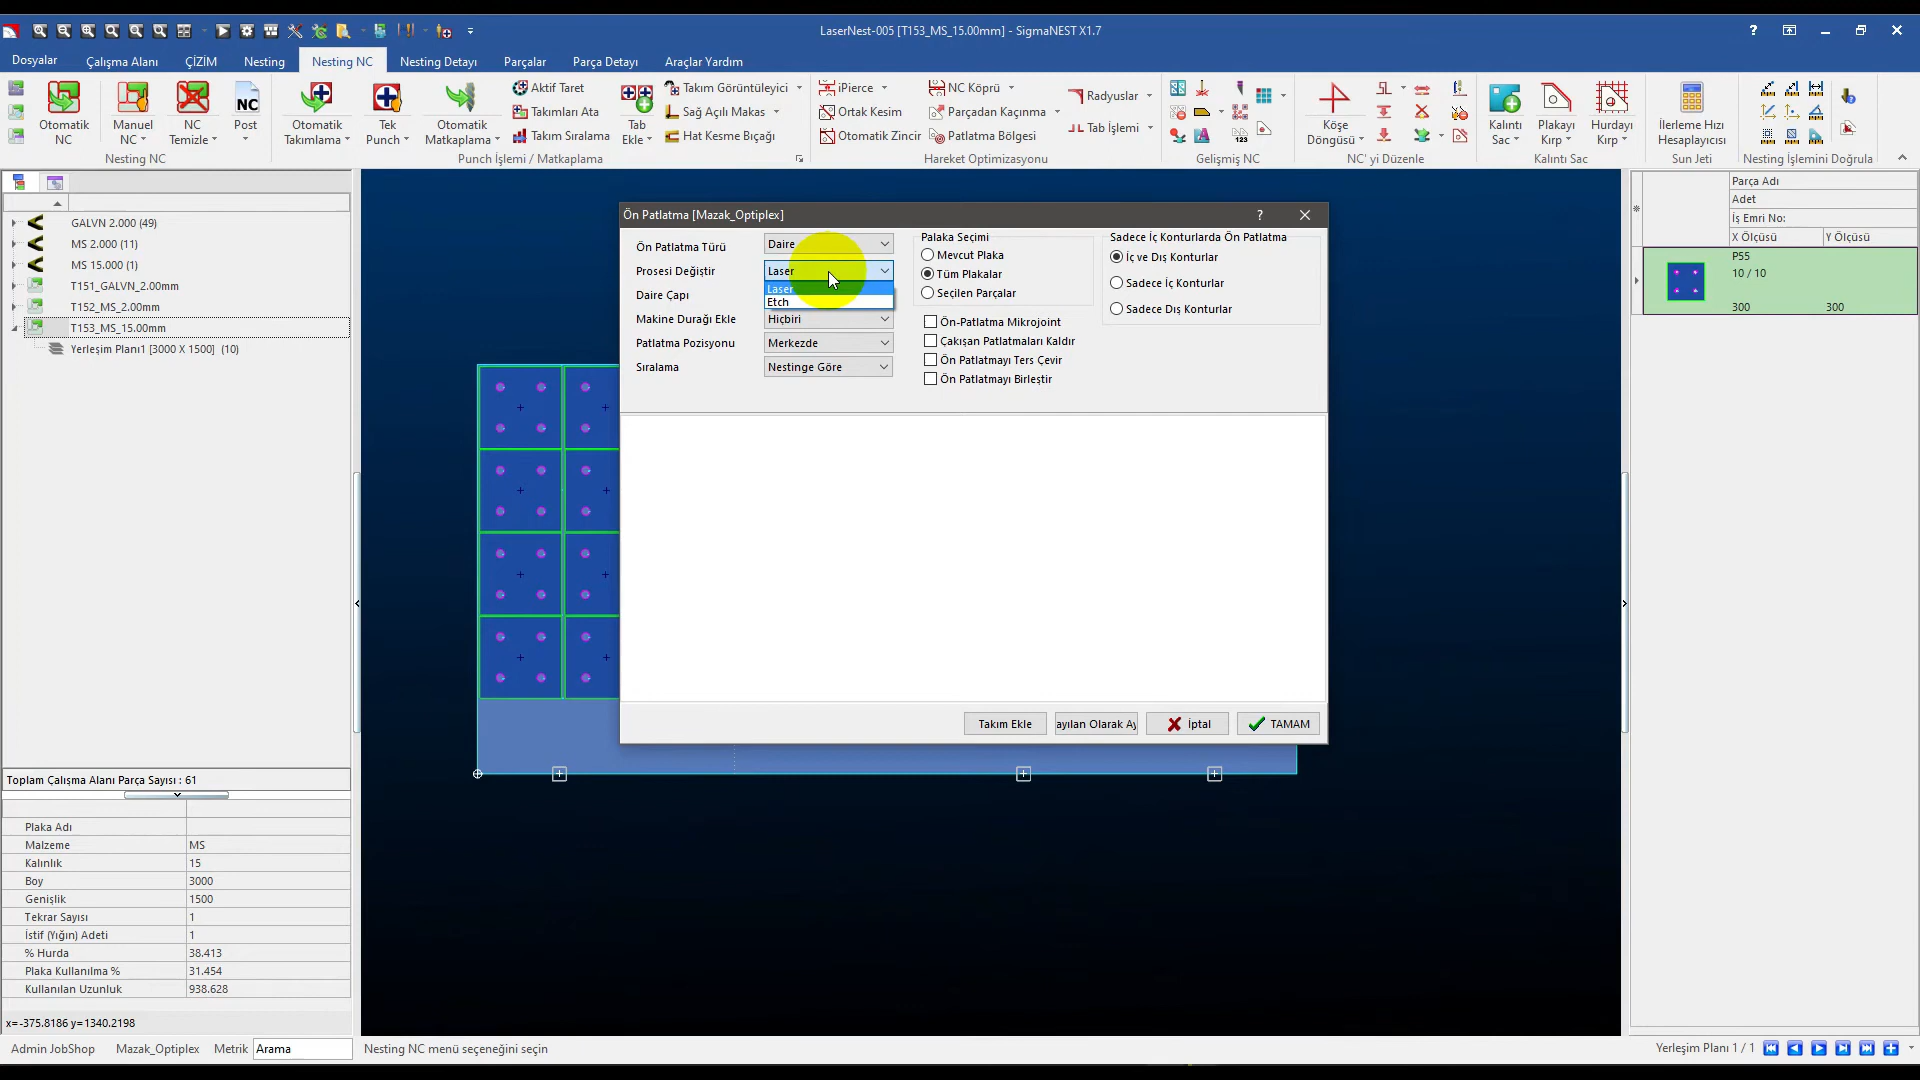 LaserNest-005 [T153_MS_15.00mm] - SigmaNEST X1.7
Dosyalar
Çalışma Alanı
ÇİZİM
Nesting
Nesting NC
Nesting Detayı
Parçalar
Parça Detayı
Araçlar Yardım
Otomatik NC
Manuel NC
NC Temizle
Post
Nesting NC
Otomatik Takımlama
Tek Punch
Otomatik Matkaplama
Aktif Taret
Takımları Ata
Takım Sıralama
Tab Ekle
Takım Görüntüleyici
Sağ Açılı Makas
Hat Kesme Bıçağı
Punch İşlemi / Matkaplama
iPierce
Ortak Kesim
Otomatik Zincir
NC Köprü
Parçadan Kaçınma
Patlatma Bölgesi
Radyuslar
Tab İşlemi
Hareket Optimizasyonu
Gelişmiş NC
Köşe Döngüsü
NC' yi Düzenle
Kalıntı Sac
Plakayı Kırp
Hurdayı Kırp
Kalıntı Sac
İlerleme Hızı Hesaplayıcısı
Sun Jeti
Nesting İşlemini Doğrula
GALVN 2.000 (49)
MS 2.000 (11)
MS 15.000 (1)
T151_GALVN_2.00mm
T152_MS_2.00mm
T153_MS_15.00mm
Yerleşim Planı1 [3000 X 1500] (10)
Toplam Çalışma Alanı Parça Sayısı : 61
Plaka Adı
Malzeme MS
Kalınlık 15
Boy 3000
Genişlik 1500
Tekrar Sayısı 1
İstif (Yığın) Adeti 1
% Hurda 38.413
Plaka Kullanılma % 31.454
Kullanılan Uzunluk 938.628
x=-375.8186 y=1340.2198
Ön Patlatma [Mazak_Optiplex]
Ön Patlatma Türü Daire
Prosesi Değiştir Laser
Laser
Etch
Daire Çapı
Makine Durağı Ekle Hiçbiri
Patlatma Pozisyonu Merkezde
Sıralama Nestinge Göre
Palaka Seçimi
Mevcut Plaka
Tüm Plakalar
Seçilen Parçalar
Ön-Patlatma Mikrojoint
Çakışan Patlatmaları Kaldır
Ön Patlatmayı Ters Çevir
Ön Patlatmayı Birleştir
Sadece İç Konturlarda Ön Patlatma
İç ve Dış Konturlar
Sadece İç Konturlar
Sadece Dış Konturlar
Takım Ekle
ayılan Olarak Ay
İptal
TAMAM
Parça Adı
Adet
İş Emri No:
X Ölçüsü Y Ölçüsü
P55
10 / 10
300 300
Admin JobShop
Mazak_Optiplex
Metrik
Arama
Nesting NC menü seçeneğini seçin
Yerleşim Planı 1 / 1